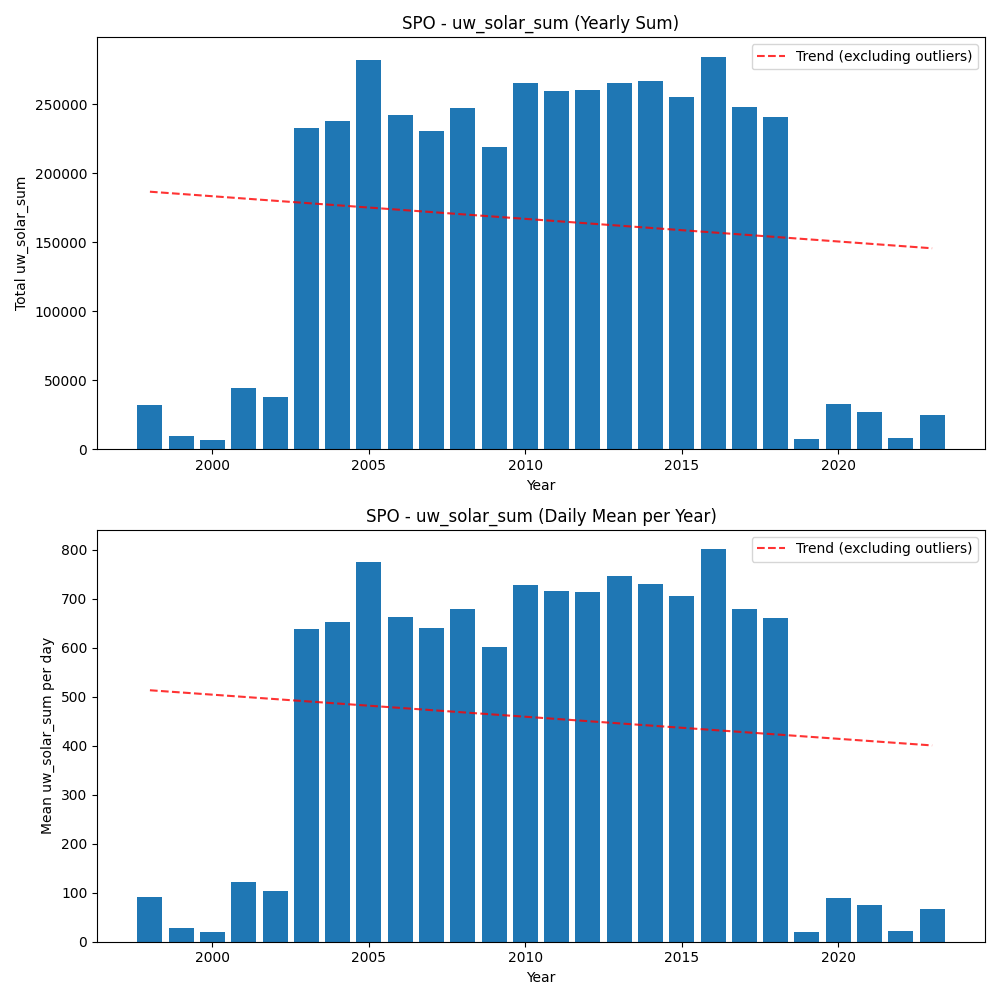 SPO - uw_solar_sum (Yearly Sum)
Trend (excluding outliers)
Total uw_solar_sum
250000
200000
150000
100000
50000
0
2000 2005 2010 2015 2020
Year
SPO - uw_solar_sum (Daily Mean per Year)
Trend (excluding outliers)
Mean uw_solar_sum per day
800
700
600
500
400
300
200
100
0
2000 2005 2010 2015 2020
Year